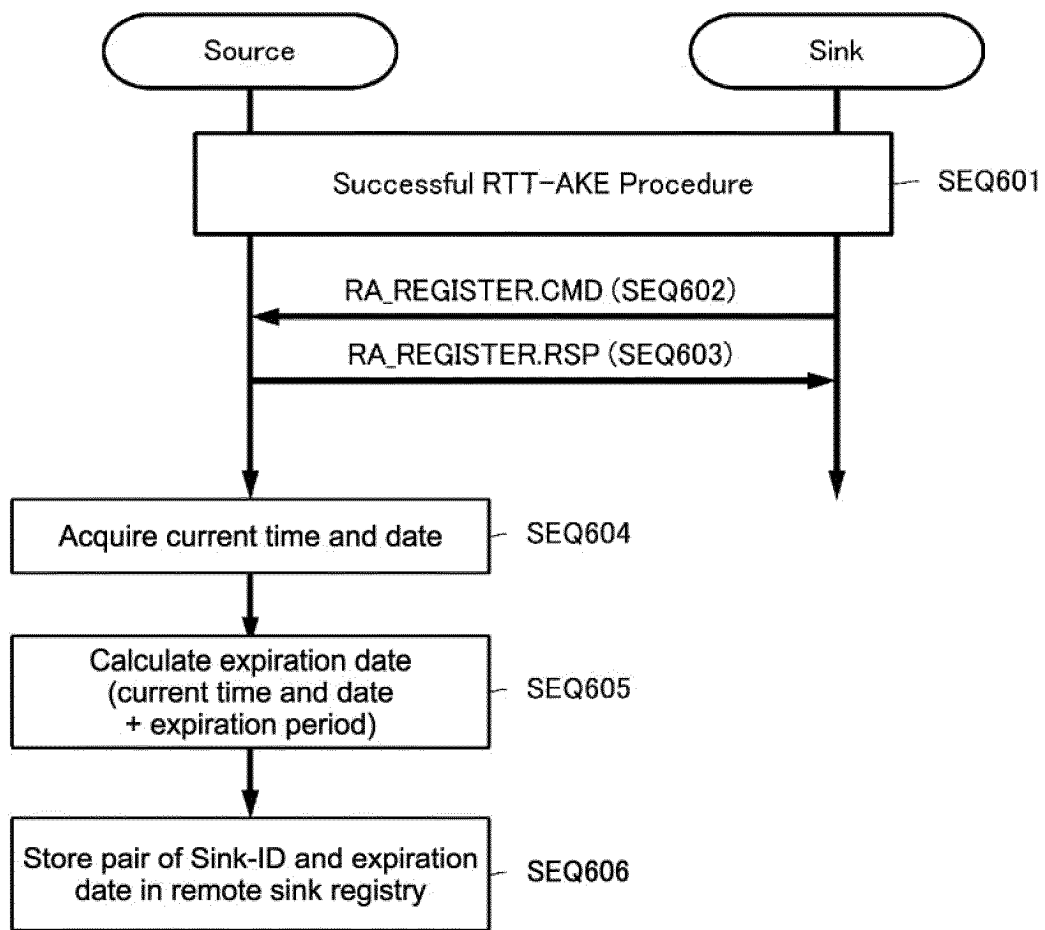 Source
Sink
Successful RTT-AKE Procedure
SEQ601
RA_REGISTER.CMD (SEQ602)
RA_REGISTER.RSP (SEQ603)
Acquire current time and date
SEQ604
Calculate expiration date
(current time and date
+ expiration period)
SEQ605
Store pair of Sink-ID and expiration
date in remote sink registry
SEQ606